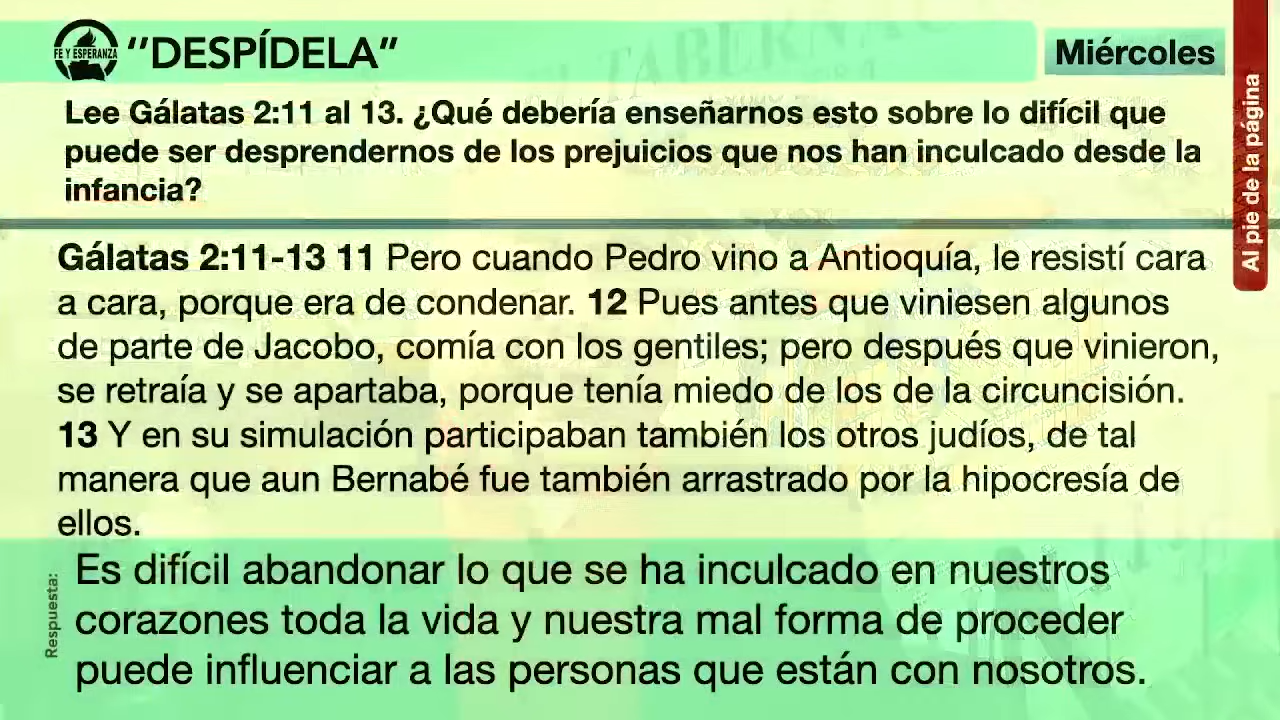 FE Y ESPERANZA
‘‘DESPÍDELA’’
Miércoles
Al pie de la página
Lee Gálatas 2:11 al 13. ¿Qué debería enseñarnos esto sobre lo difícil que
puede ser desprendernos de los prejuicios que nos han inculcado desde la
infancia?
Gálatas 2:11-13 11 Pero cuando Pedro vino a Antioquía, le resistí cara
a cara, porque era de condenar. 12 Pues antes que viniesen algunos
de parte de Jacobo, comía con los gentiles; pero después que vinieron,
se retraía y se apartaba, porque tenía miedo de los de la circuncisión.
13 Y en su simulación participaban también los otros judíos, de tal
manera que aun Bernabé fue también arrastrado por la hipocresía de
ellos.
Respuesta:
Es difícil abandonar lo que se ha inculcado en nuestros
corazones toda la vida y nuestra mal forma de proceder
puede influenciar a las personas que están con nosotros.